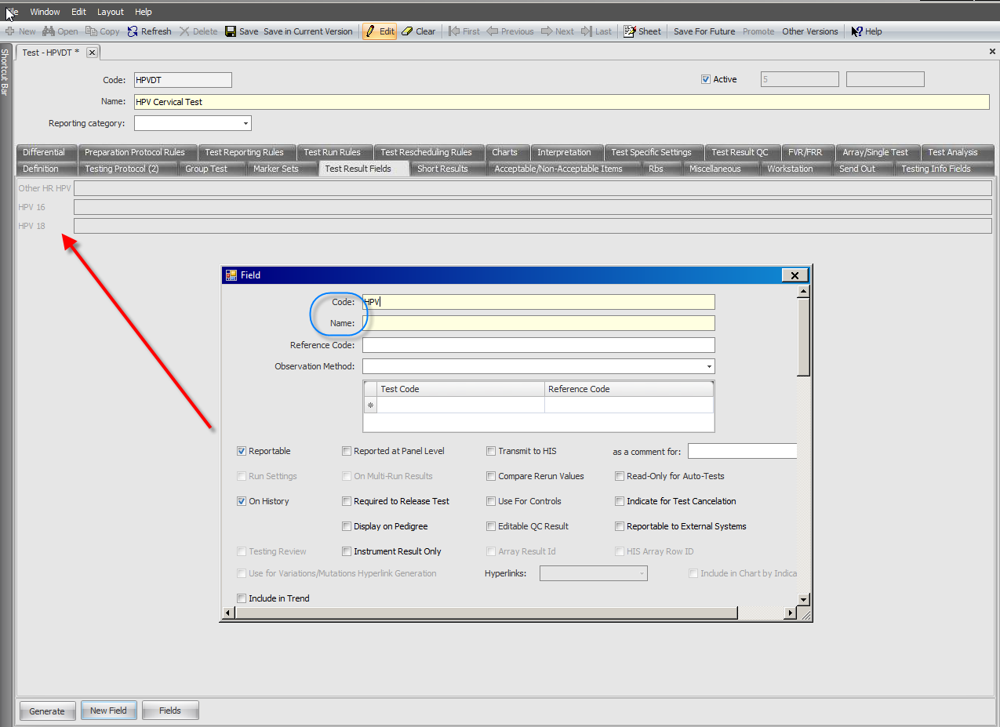 File Window Edit Layout Help
New Open Copy Refresh Delete Save Save in Current Version Edit Clear First Previous Next Last Sheet Save For Future Promote Other Versions Help
Shortcut Bar
Test - HPVDT *
Code: HPVDT Active 5
Name: HPV Cervical Test
Reporting category:
Differential Preparation Protocol Rules Test Reporting Rules Test Run Rules Test Rescheduling Rules Charts Interpretation Test Specific Settings Test Result QC FVR/FRR Array/Single Test Test Analysis
Definition Testing Protocol (2) Group Test Marker Sets Test Result Fields Short Results Acceptable/Non-Acceptable Items Rbs Miscellaneous Workstation Send Out Testing Info Fields
Other HR HPV
HPV 16
HPV 18
Field
Code: HPV
Name:
Reference Code:
Observation Method:
Test Code Reference Code
Reportable Reported at Panel Level Transmit to HIS as a comment for:
Run Settings On Multi-Run Results Compare Rerun Values Read-Only for Auto-Tests
On History Required to Release Test Use For Controls Indicate for Test Cancelation
Display on Pedigree Editable QC Result Reportable to External Systems
Testing Review Instrument Result Only Array Result Id HIS Array Row ID
Use for Variations/Mutations Hyperlink Generation Hyperlinks: Include in Chart by Indica
Include in Trend
Generate New Field Fields